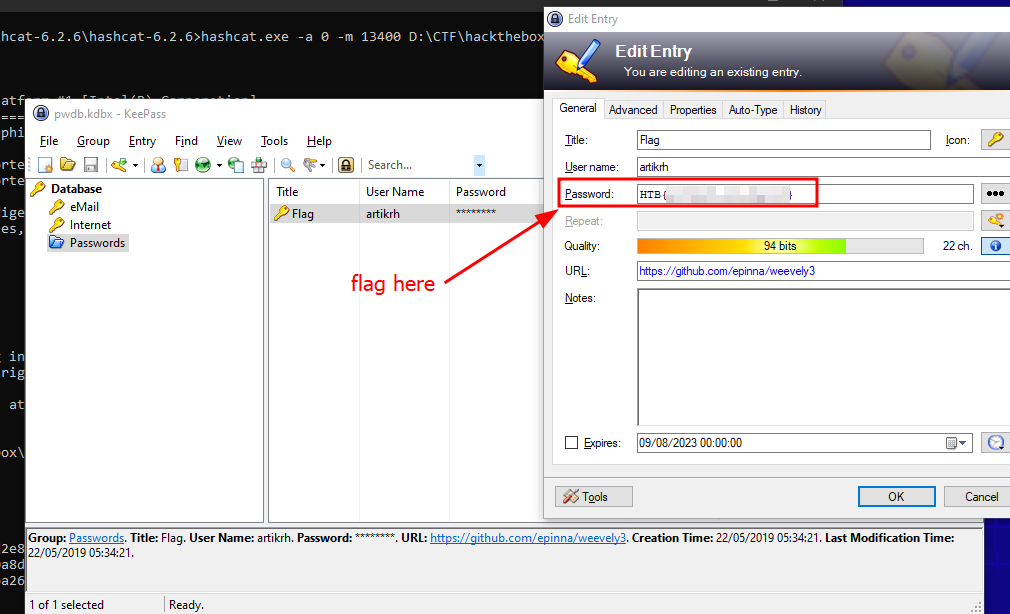 hcat-6.2.6\hashcat-6.2.6>hashcat.exe -a 0 -m 13400 D:\CTF\hackthebox
pwdb.kdbx - KeePass
File Group Entry Find View Tools Help
Search...
Database
eMail
Internet
Passwords
Title User Name Password
Flag artikrh ********
flag here
Edit Entry
Edit Entry
You are editing an existing entry.
General Advanced Properties Auto-Type History
Title: Flag Icon:
User name: artikrh
Password: HTB{ }
Repeat:
Quality: 94 bits 22 ch.
URL: https://github.com/epinna/weevely3
Notes:
Expires: 09/08/2023 00:00:00
Tools OK Cancel
Group: Passwords. Title: Flag. User Name: artikrh. Password: ********. URL: https://github.com/epinna/weevely3. Creation Time: 22/05/2019 05:34:21. Last Modification Time:
22/05/2019 05:34:21.
1 of 1 selected Ready.